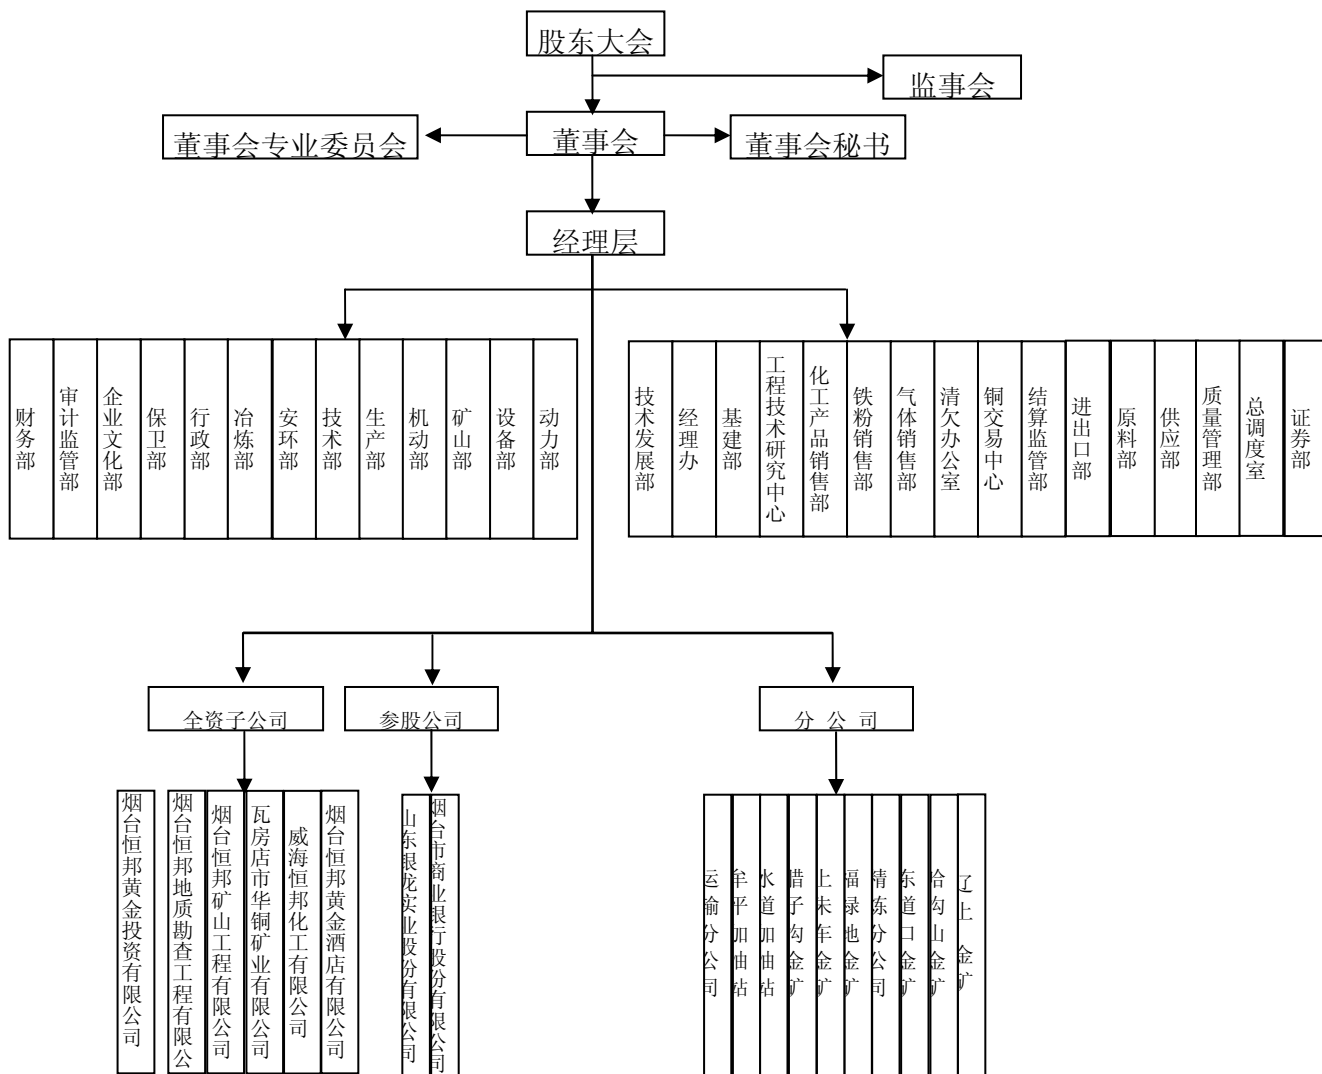 股东大会
监事会
董事会专业委员会
董事会
董事会秘书
经理层
财务部
审计监管部
企业文化部
保卫部
行政部
冶炼部
安环部
技术部
生产部
机动部
矿山部
设备部
动力部
技术发展部
经理办
基建部
工程技术研究中心
化工产品销售部
铁粉销售部
气体销售部
清欠办公室
铜交易中心
结算监管部
进出口部
原料部
供应部
质量管理部
总调度室
证券部
全资子公司
参股公司
分 公 司
烟台恒邦黄金投资有限公司
烟台恒邦地质勘查工程有限公
烟台恒邦矿山工程有限公司
瓦房店市华铜矿业有限公司
威海恒邦化工有限公司
烟台恒邦黄金酒店有限公司
山东银龙实业股份有限公司
烟台市商业银行股份有限公司
运输分公司
牟平加油站
水道加油站
腊子沟金矿
上朱车金矿
福禄地金矿
精炼分公司
东道口金矿
哈沟山金矿
辽上 金矿